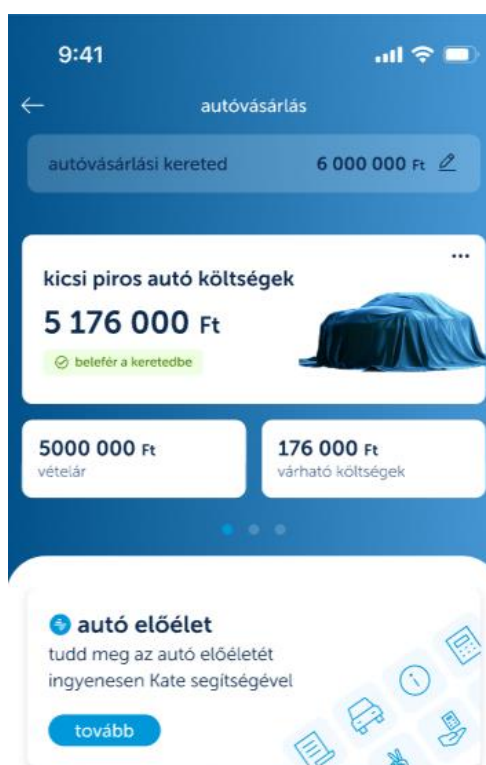 9:41
autóvásárlás
autóvásárlási kereted 6 000 000 Ft
kicsi piros autó költségek
5 176 000 Ft
belefér a keretedbe
5000 000 Ft
vételár
176 000 Ft
várható költségek
autó előélet
tudd meg az autó előéletét
ingyenesen Kate segítségével
tovább